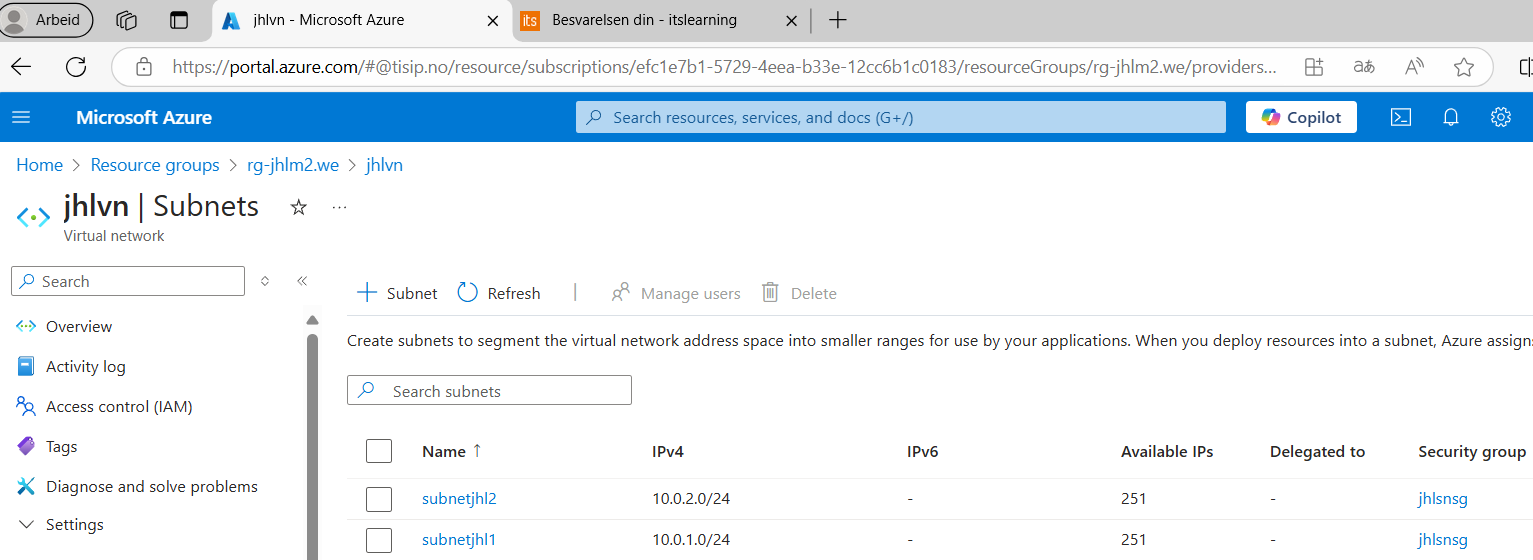 Arbeid
jhlvn - Microsoft Azure
its Besvarelsen din - itslearning
https://portal.azure.com/#@tisip.no/resource/subscriptions/efc1e7b1-5729-4eea-b33e-12cc6b1c0183/resourceGroups/rg-jhlm2.we/providers...
Microsoft Azure
Search resources, services, and docs (G+/)
Copilot
Home > Resource groups > rg-jhlm2.we > jhlvn
jhlvn | Subnets
Virtual network
Search
Overview
Activity log
Access control (IAM)
Tags
Diagnose and solve problems
Settings
Subnet Refresh Manage users Delete
Create subnets to segment the virtual network address space into smaller ranges for use by your applications. When you deploy resources into a subnet, Azure assigns
Search subnets
Name ↑ IPv4 IPv6 Available IPs Delegated to Security group
subnetjhl2 10.0.2.0/24 - 251 - jhlsnsg
subnetjhl1 10.0.1.0/24 - 251 - jhlsnsg